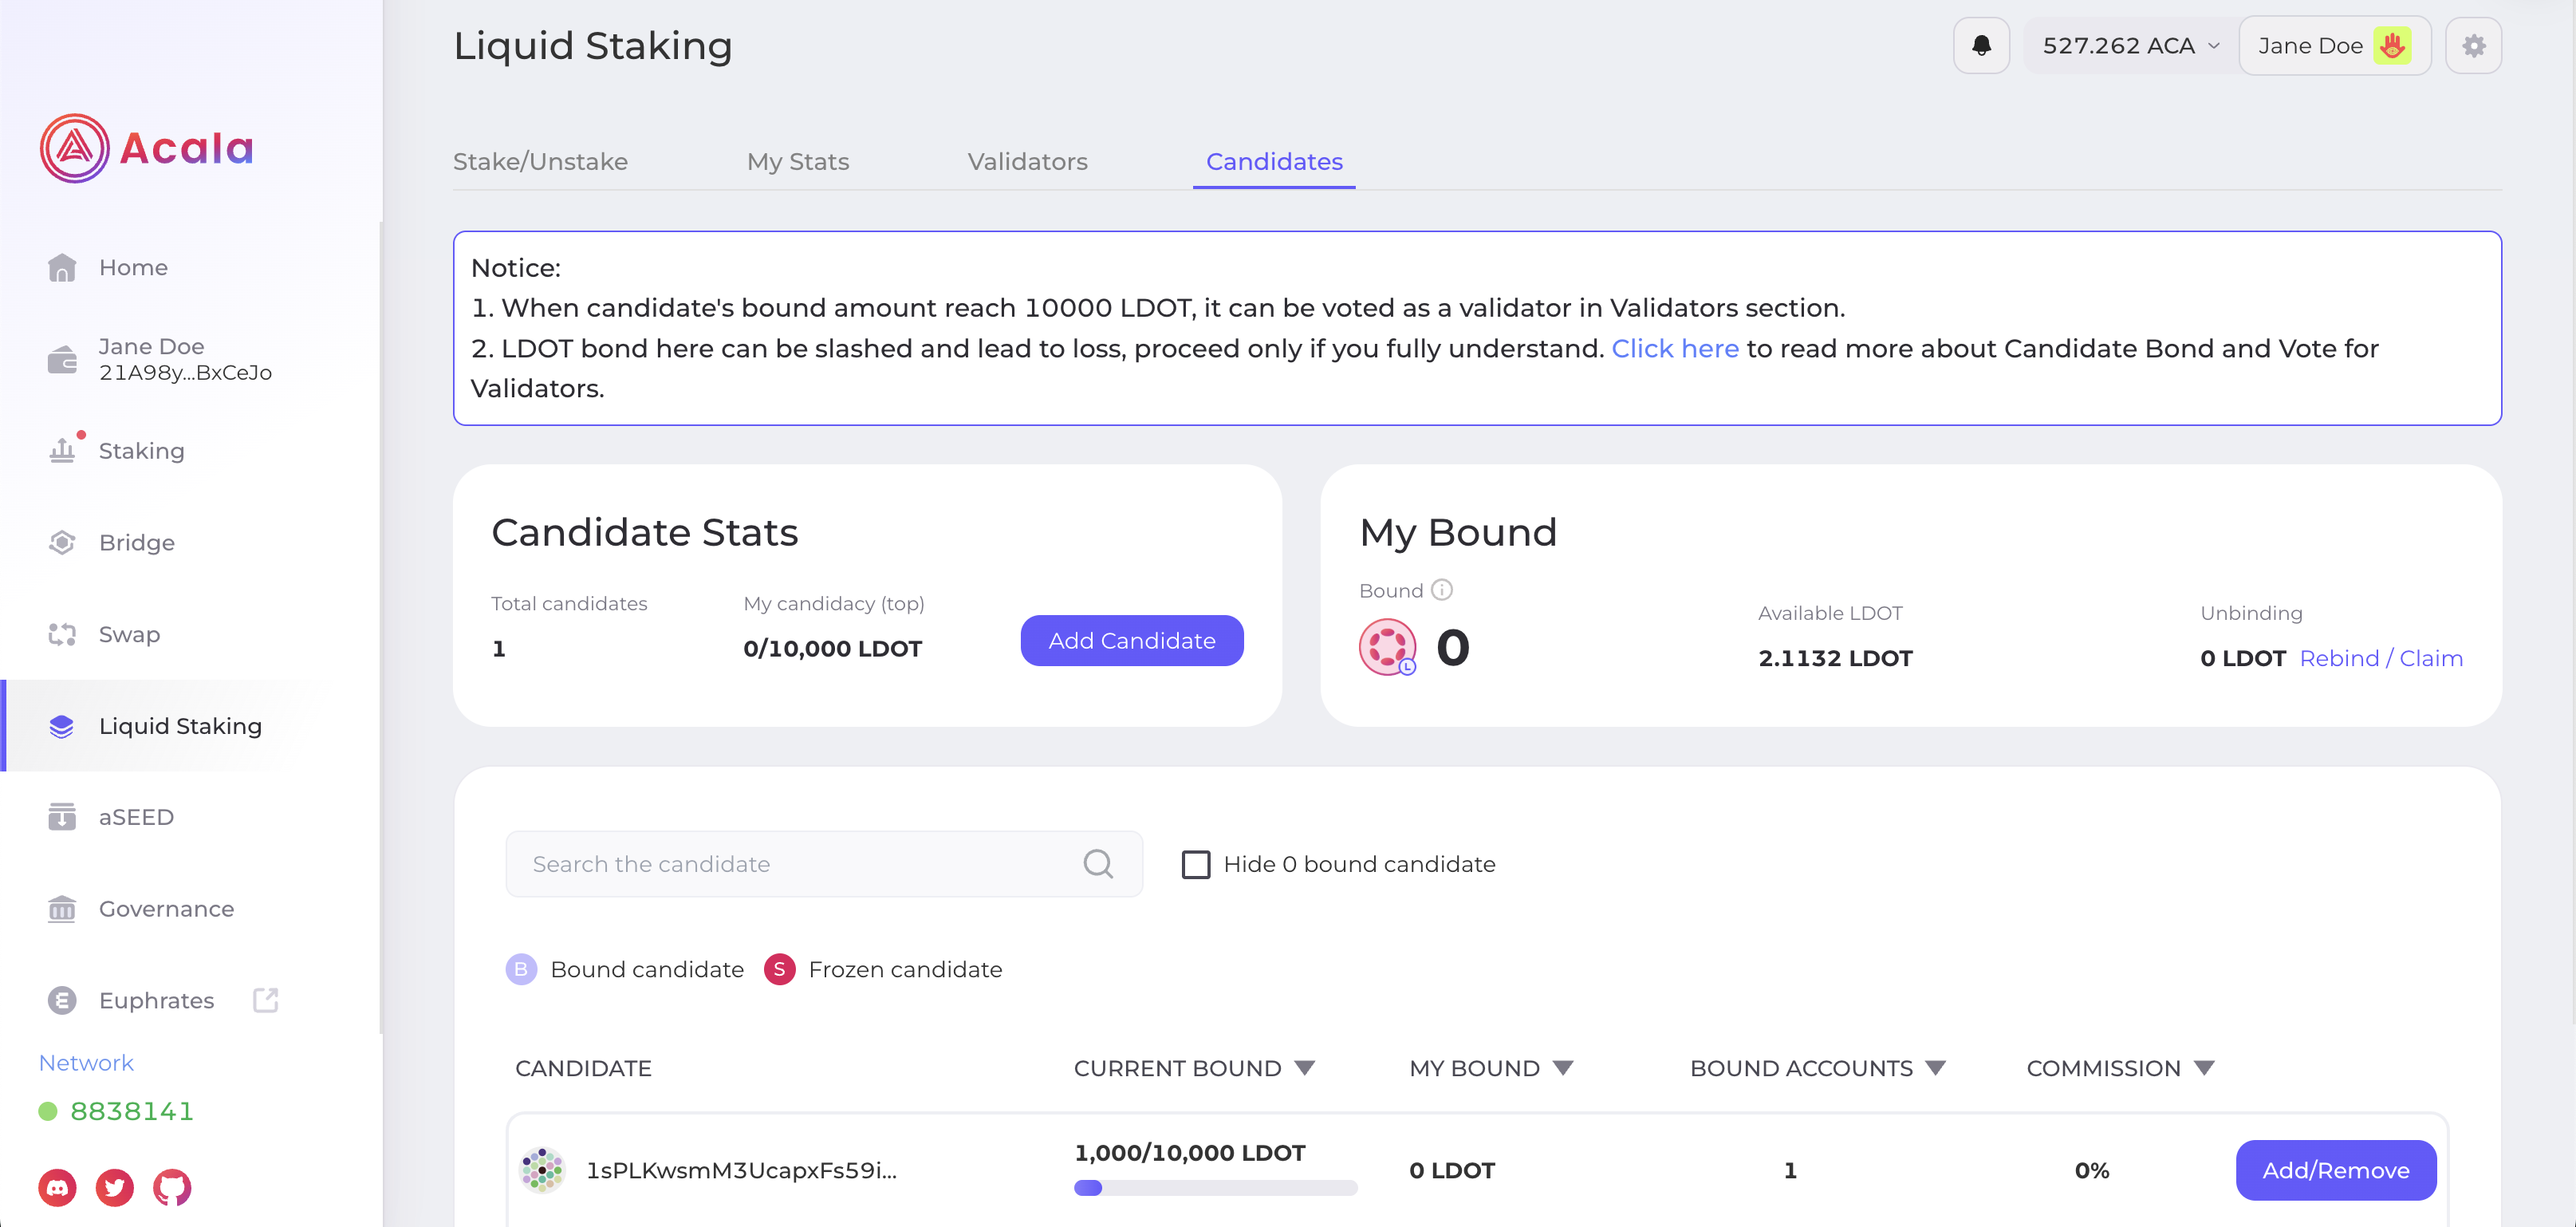 Liquid Staking
527.262 ACA
Jane Doe
Acala
Stake/Unstake
My Stats
Validators
Candidates
Home
Jane Doe
21A98y...BxCeJo
Staking
Bridge
Swap
Liquid Staking
aSEED
Governance
Euphrates
Network
8838141
Notice:
1. When candidate's bound amount reach 10000 LDOT, it can be voted as a validator in Validators section.
2. LDOT bond here can be slashed and lead to loss, proceed only if you fully understand. Click here to read more about Candidate Bond and Vote for
Validators.
Candidate Stats
Total candidates
1
My candidacy (top)
0/10,000 LDOT
Add Candidate
My Bound
Bound
0
Available LDOT
2.1132 LDOT
Unbinding
0 LDOT Rebind / Claim
Search the candidate
Hide 0 bound candidate
B Bound candidate
S Frozen candidate
CANDIDATE
CURRENT BOUND
MY BOUND
BOUND ACCOUNTS
COMMISSION
1sPLKwsmM3UcapxFs59i...
1,000/10,000 LDOT
0 LDOT
1
0%
Add/Remove